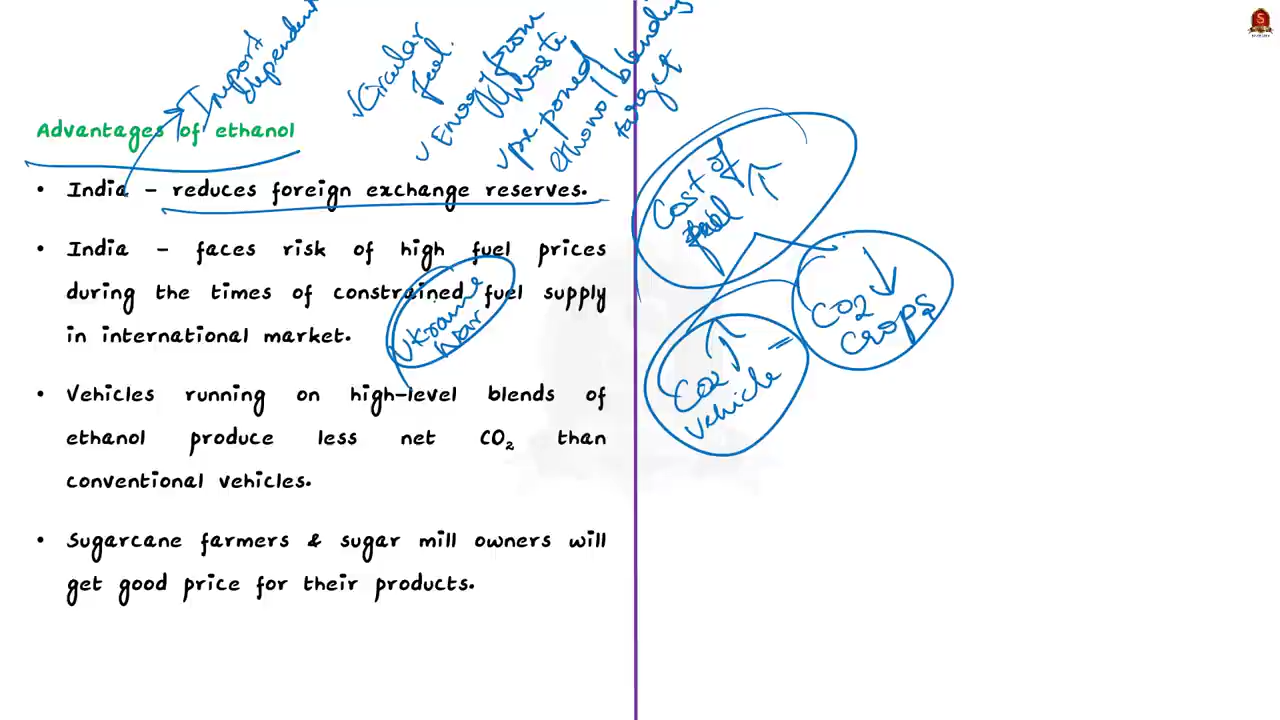 Import
dependent
√ Circular
fuel.
√ Energy from
waste
√ pre poned
ethanol blending
target
Advantages of ethanol
• India – reduces foreign exchange reserves.
• India – faces risk of high fuel prices
during the times of constrained fuel supply
in international market.
Ukraine
War
• Vehicles running on high-level blends of
ethanol produce less net CO₂ than
conventional vehicles.
• Sugarcane farmers & sugar mill owners will
get good price for their products.
Cost of
fuel ↑
CO2 ↓
crops
CO2 ↑
vehicle